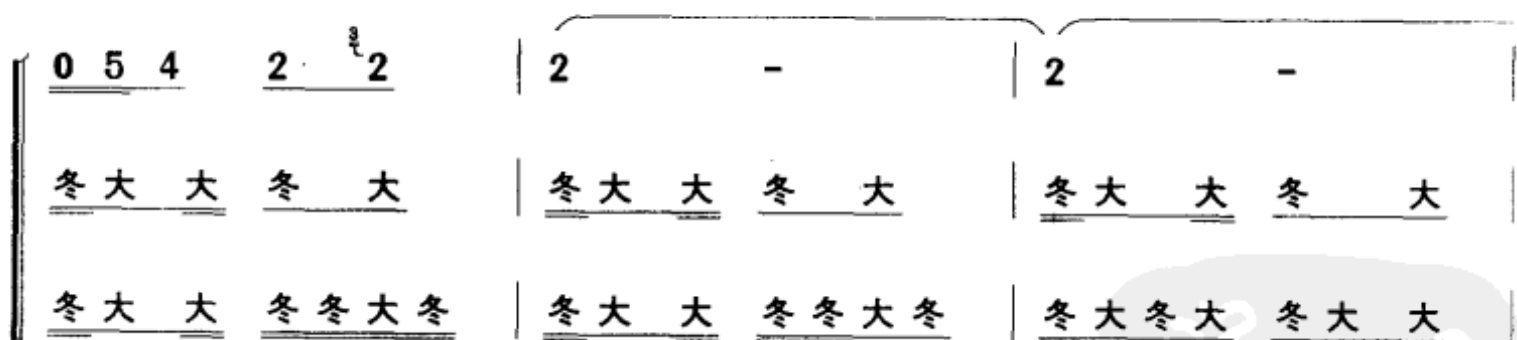 0 5 4 2 · 3 2 | 2 - | 2 - |
冬 大 大 冬 大 | 冬 大 大 冬 大 | 冬 大 大 冬 大 |
冬 大 大 冬 冬 大 冬 | 冬 大 大 冬 冬 大 冬 | 冬 大 冬 大 冬 大 大 |